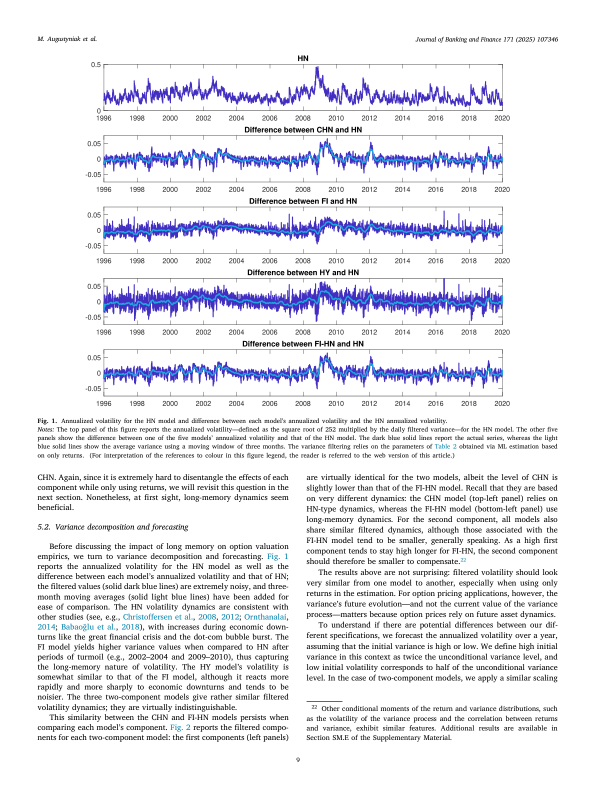 M. Augustyniak et al.
Journal of Banking and Finance 171 (2025) 107346
HN
0.5
0
1996 1998 2000 2002 2004 2006 2008 2010 2012 2014 2016 2018 2020
Difference between CHN and HN
0.05
0
-0.05
1996 1998 2000 2002 2004 2006 2008 2010 2012 2014 2016 2018 2020
Difference between FI and HN
0.05
0
-0.05
1996 1998 2000 2002 2004 2006 2008 2010 2012 2014 2016 2018 2020
Difference between HY and HN
0.05
0
-0.05
1996 1998 2000 2002 2004 2006 2008 2010 2012 2014 2016 2018 2020
Difference between FI-HN and HN
0.05
0
-0.05
1996 1998 2000 2002 2004 2006 2008 2010 2012 2014 2016 2018 2020
Fig. 1. Annualized volatility for the HN model and difference between each model's annualized volatility and the HN annualized volatility.
Notes: The top panel of this figure reports the annualized volatility—defined as the square root of 252 multiplied by the daily filtered variance—for the HN model. The other five
panels show the difference between one of the five models' annualized volatility and that of the HN model. The dark blue solid lines report the actual series, whereas the light
blue solid lines show the average variance using a moving window of three months. The variance filtering relies on the parameters of Table 2 obtained via ML estimation based
on only returns. (For interpretation of the references to colour in this figure legend, the reader is referred to the web version of this article.)
CHN. Again, since it is extremely hard to disentangle the effects of each
component while only using returns, we will revisit this question in the
next section. Nonetheless, at first sight, long-memory dynamics seem
beneficial.
5.2. Variance decomposition and forecasting
Before discussing the impact of long memory on option valuation
empirics, we turn to variance decomposition and forecasting. Fig. 1
reports the annualized volatility for the HN model as well as the
difference between each model's annualized volatility and that of HN;
the filtered values (solid dark blue lines) are extremely noisy, and three-
month moving averages (solid light blue lines) have been added for
ease of comparison. The HN volatility dynamics are consistent with
other studies (see, e.g., Christoffersen et al., 2008, 2012; Ornthanalai,
2014; Babaoğlu et al., 2018), with increases during economic down-
turns like the great financial crisis and the dot-com bubble burst. The
FI model yields higher variance values when compared to HN after
periods of turmoil (e.g., 2002–2004 and 2009–2010), thus capturing
the long-memory nature of volatility. The HY model's volatility is
somewhat similar to that of the FI model, although it reacts more
rapidly and more sharply to economic downturns and tends to be
noisier. The three two-component models give rather similar filtered
volatility dynamics; they are virtually indistinguishable.
This similarity between the CHN and FI-HN models persists when
comparing each model's component. Fig. 2 reports the filtered compo-
nents for each two-component model: the first components (left panels)
are virtually identical for the two models, albeit the level of CHN is
slightly lower than that of the FI-HN model. Recall that they are based
on very different dynamics: the CHN model (top-left panel) relies on
HN-type dynamics, whereas the FI-HN model (bottom-left panel) use
long-memory dynamics. For the second component, all models also
share similar filtered dynamics, although those associated with the
FI-HN model tend to be smaller, generally speaking. As a high first
component tends to stay high longer for FI-HN, the second component
should therefore be smaller to compensate.22
The results above are not surprising: filtered volatility should look
very similar from one model to another, especially when using only
returns in the estimation. For option pricing applications, however, the
variance's future evolution—and not the current value of the variance
process—matters because option prices rely on future asset dynamics.
To understand if there are potential differences between our dif-
ferent specifications, we forecast the annualized volatility over a year,
assuming that the initial variance is high or low. We define high initial
variance in this context as twice the unconditional variance level, and
low initial volatility corresponds to half of the unconditional variance
level. In the case of two-component models, we apply a similar scaling
22 Other conditional moments of the return and variance distributions, such
as the volatility of the variance process and the correlation between returns
and variance, exhibit similar features. Additional results are available in
Section SM.E of the Supplementary Material.
9